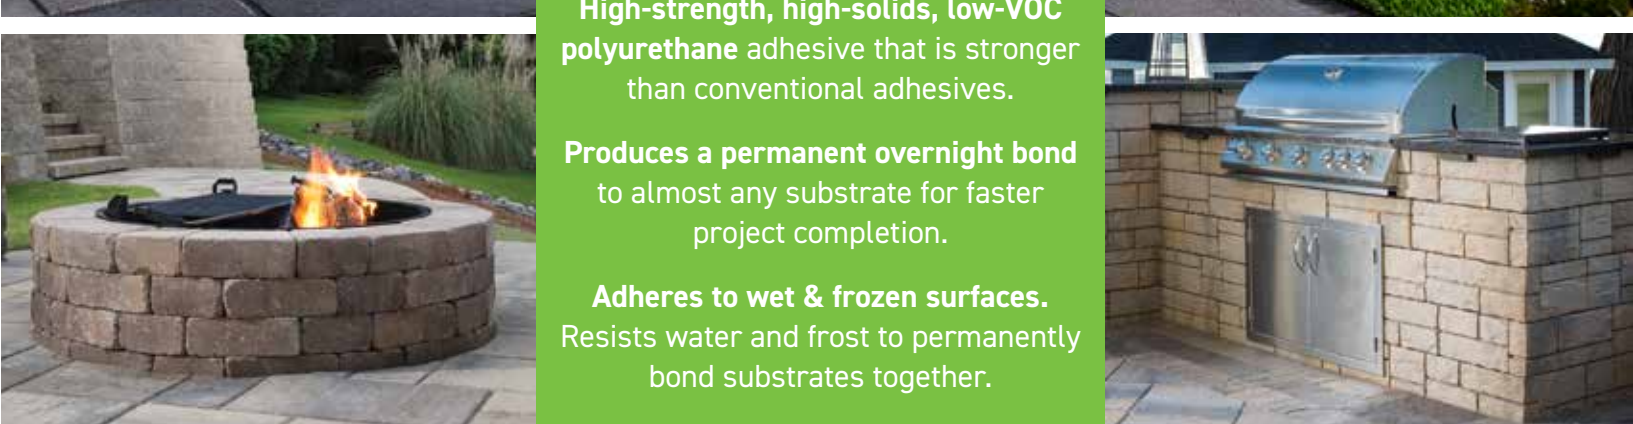 High-strength, high-solids, low-VOC
polyurethane adhesive that is stronger
than conventional adhesives.
Produces a permanent overnight bond
to almost any substrate for faster
project completion.
Adheres to wet & frozen surfaces.
Resists water and frost to permanently
bond substrates together.